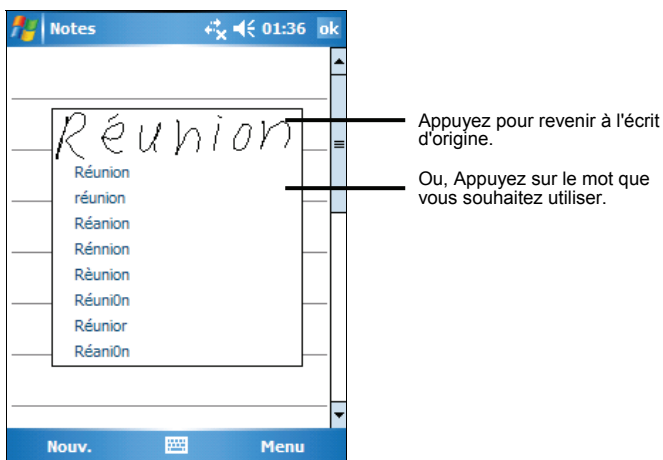 Notes 01:36 ok
Réunion
Appuyez pour revenir à l'écrit
d'origine.
Réunion
réunion
Réanion
Rénnion
Rèunion
Réuni0n
Réunior
Réani0n
Ou, Appuyez sur le mot que
vous souhaitez utiliser.
Nouv. Menu